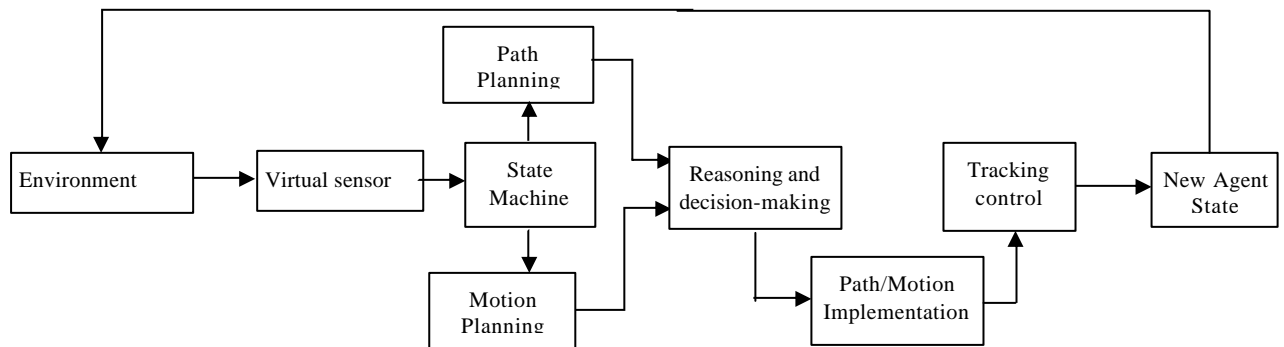 Path
Planning
Environment
Virtual sensor
State
Machine
Reasoning and
decision-making
Tracking
control
New Agent
State
Motion
Planning
Path/Motion
Implementation